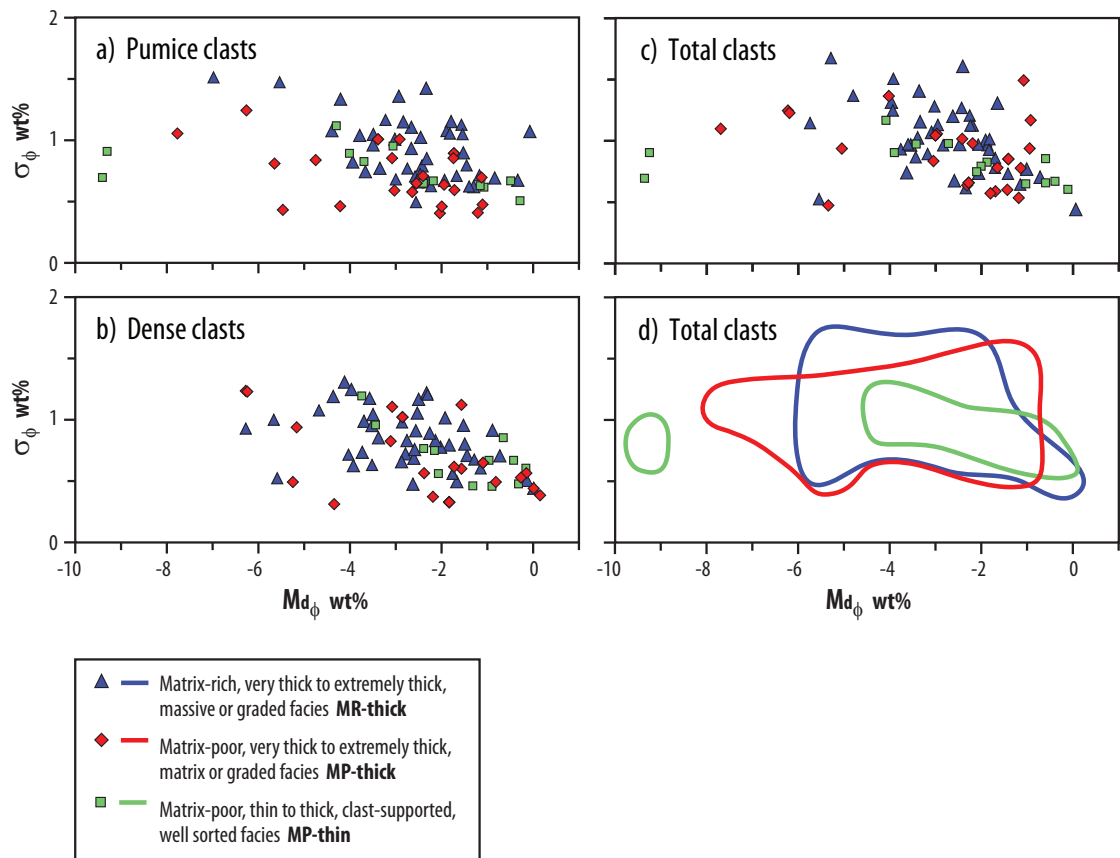 a) Pumice clasts
c) Total clasts
2
1
0
σϕ wt%
b) Dense clasts
d) Total clasts
2
1
0
σϕ wt%
-10 -8 -6 -4 -2 0
-10 -8 -6 -4 -2 0
Mdϕ wt%
Mdϕ wt%
Matrix-rich, very thick to extremely thick,
massive or graded facies MR-thick
Matrix-poor, very thick to extremely thick,
matrix or graded facies MP-thick
Matrix-poor, thin to thick, clast-supported,
well sorted facies MP-thin